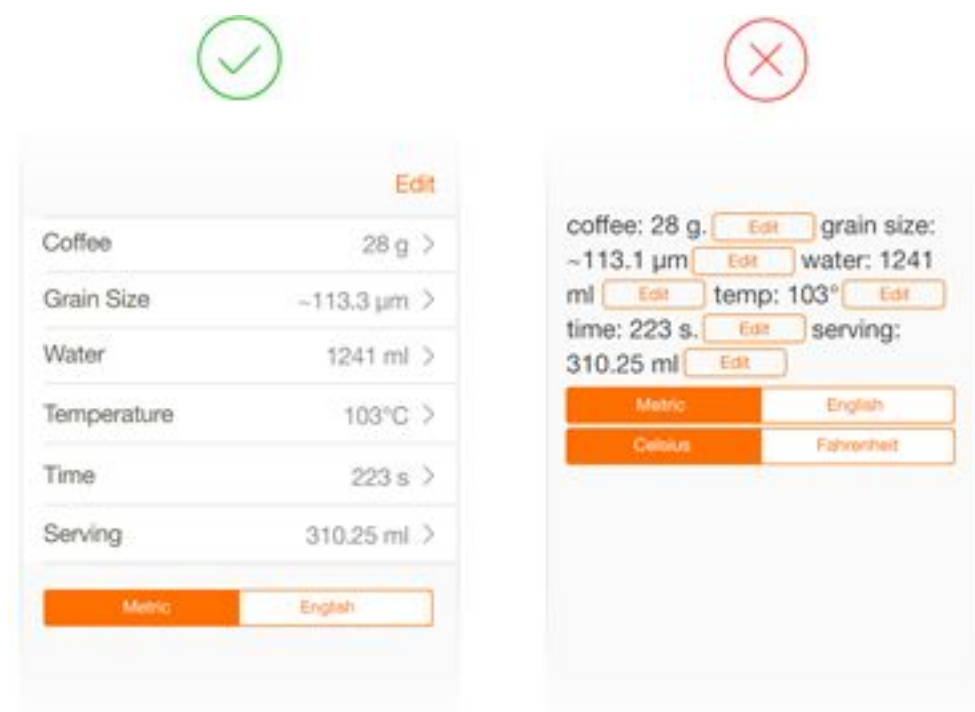 Edit
Coffee 28 g >
Grain Size ~113.3 µm >
Water 1241 ml >
Temperature 103°C >
Time 223 s >
Serving 310.25 ml >
Metric English
coffee: 28 g. Edit grain size:
~113.1 µm Edit water: 1241
ml Edit temp: 103° Edit
time: 223 s. Edit serving:
310.25 ml Edit
Metric English
Celsius Fahrenheit